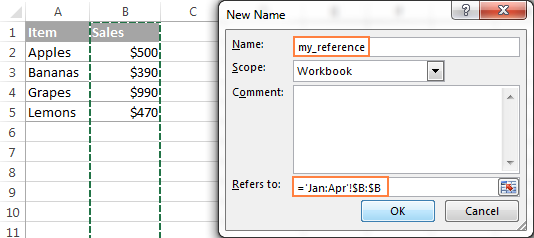 A B C
1 Item Sales
2 Apples $500
3 Bananas $390
4 Grapes $990
5 Lemons $470
6
7
8
9
10
11
New Name
?
Name: my_reference
Scope: Workbook
Comment:
Refers to: ='Jan:Apr'!$B:$B
OK Cancel